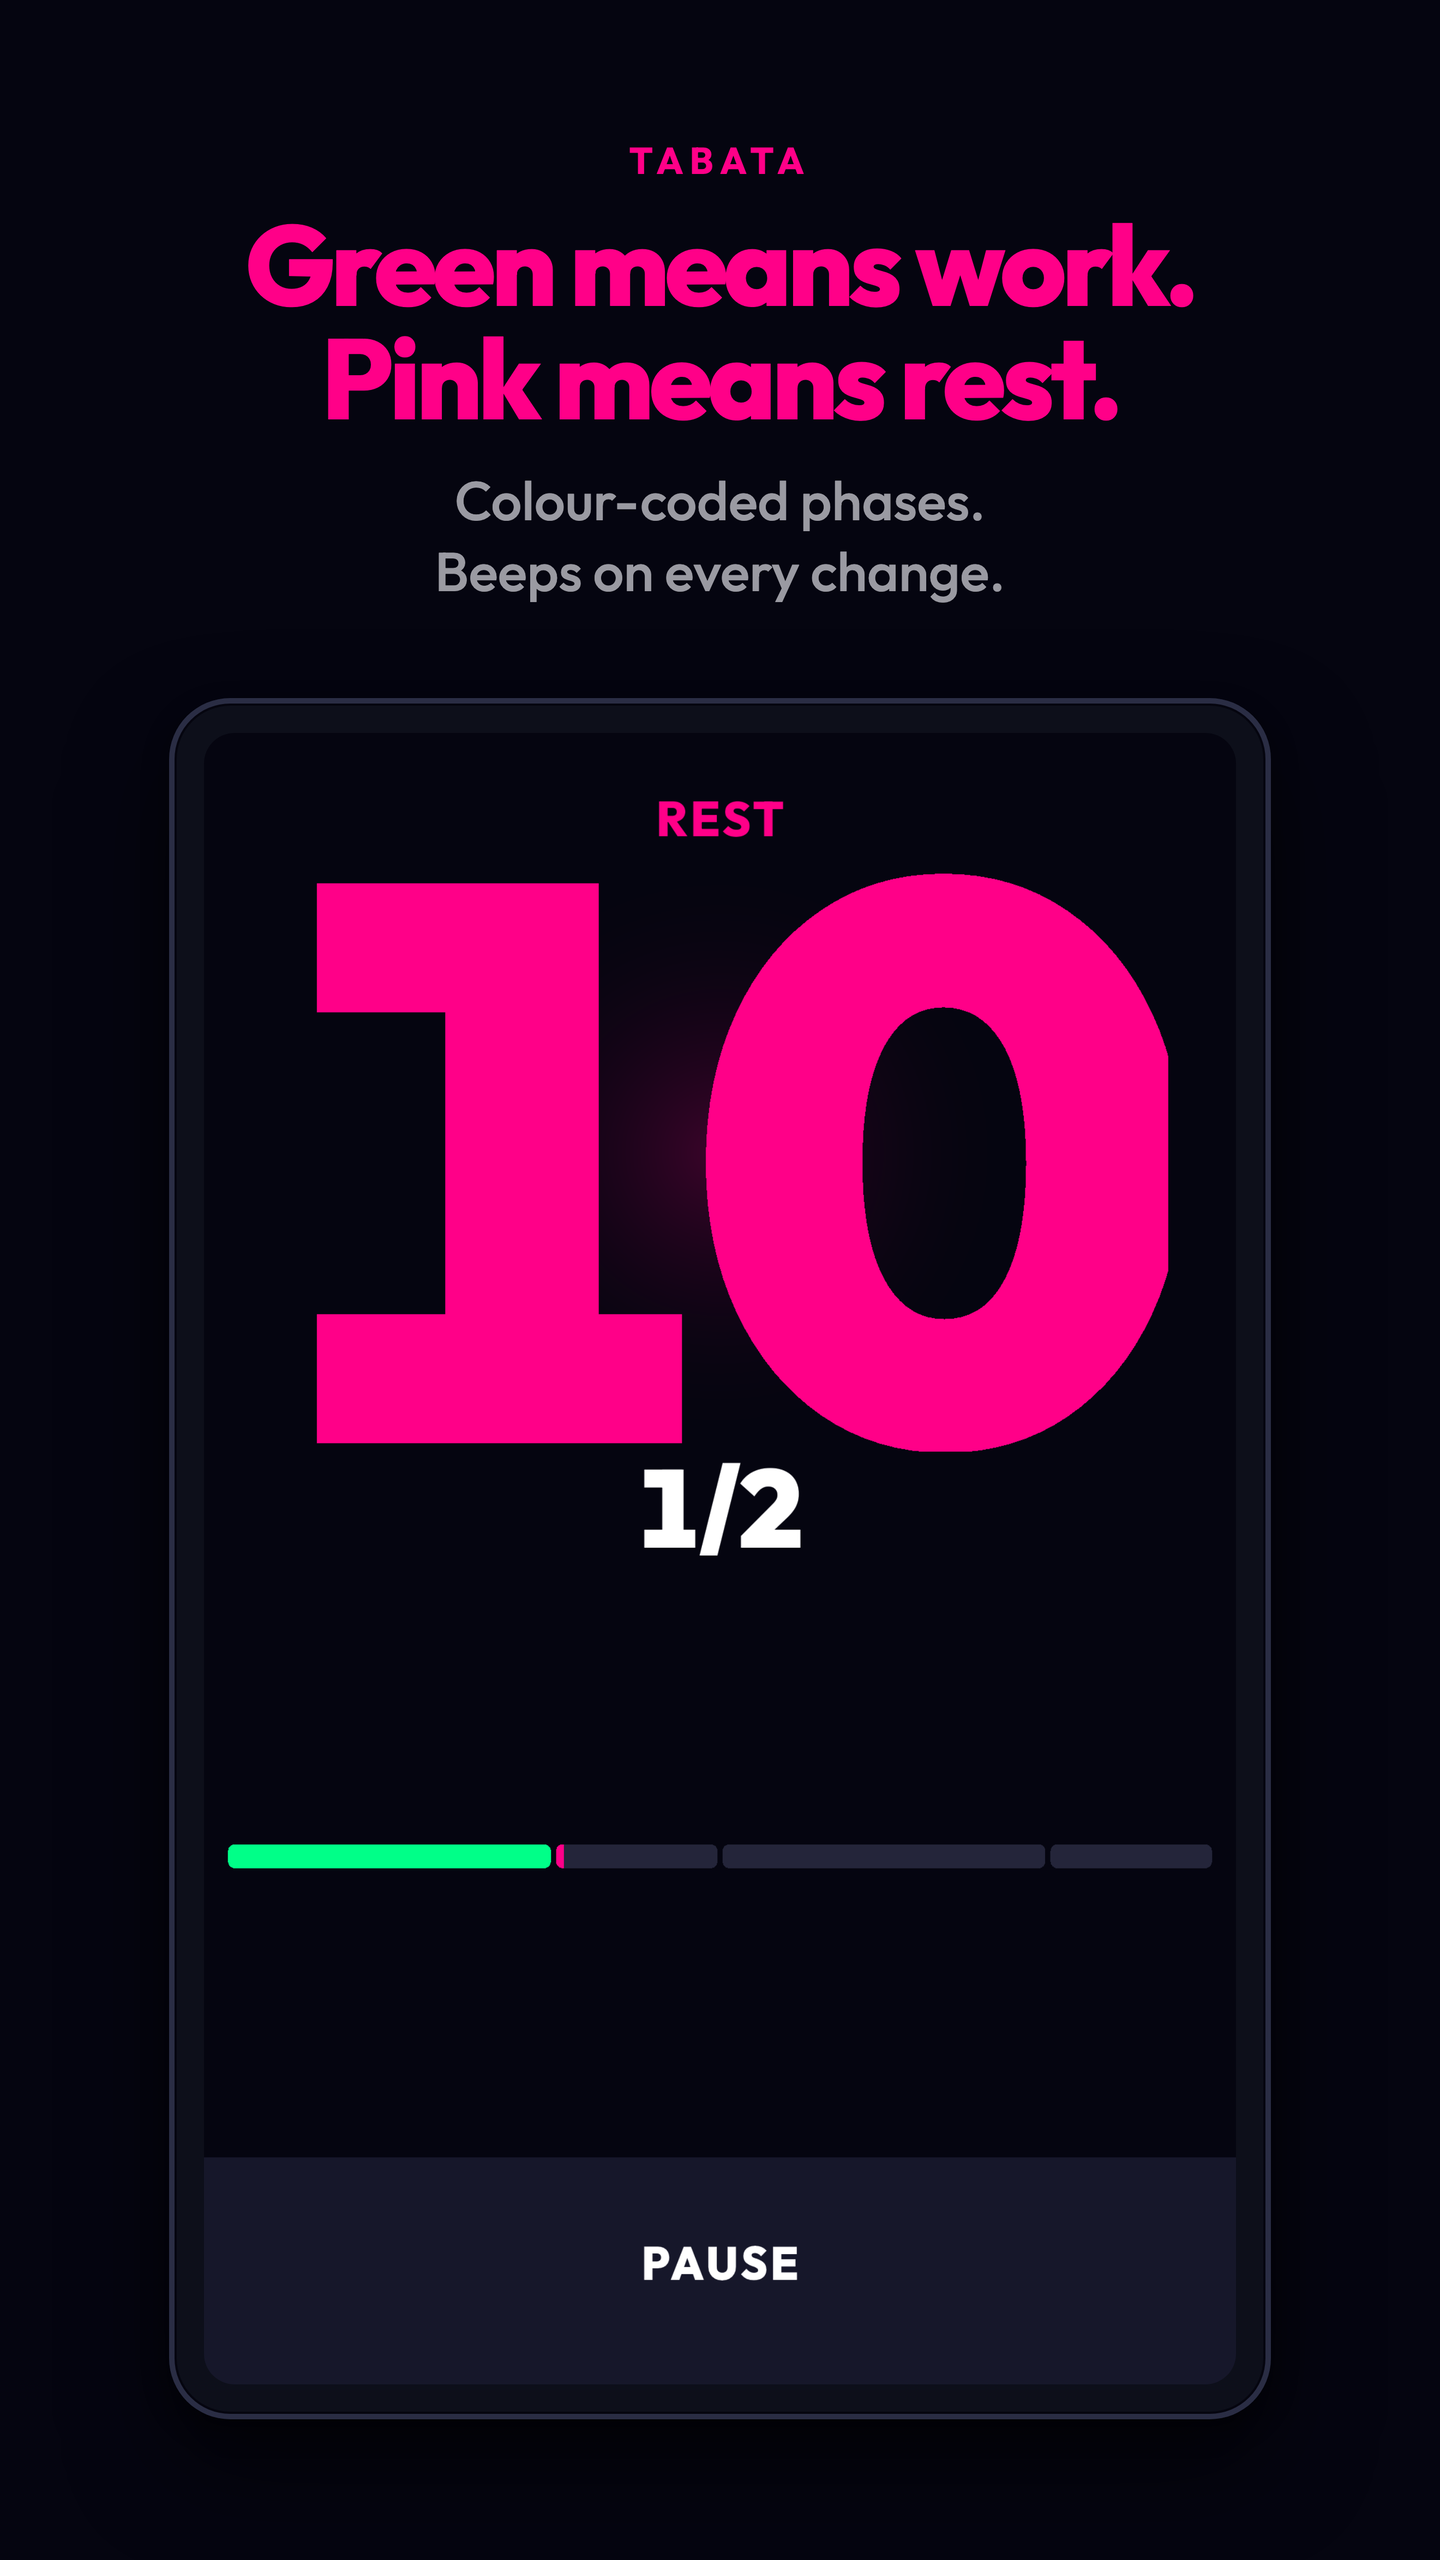 TABATA
Green means work.
Pink means rest.
Colour-coded phases.
Beeps on every change.
REST
10
1/2
PAUSE